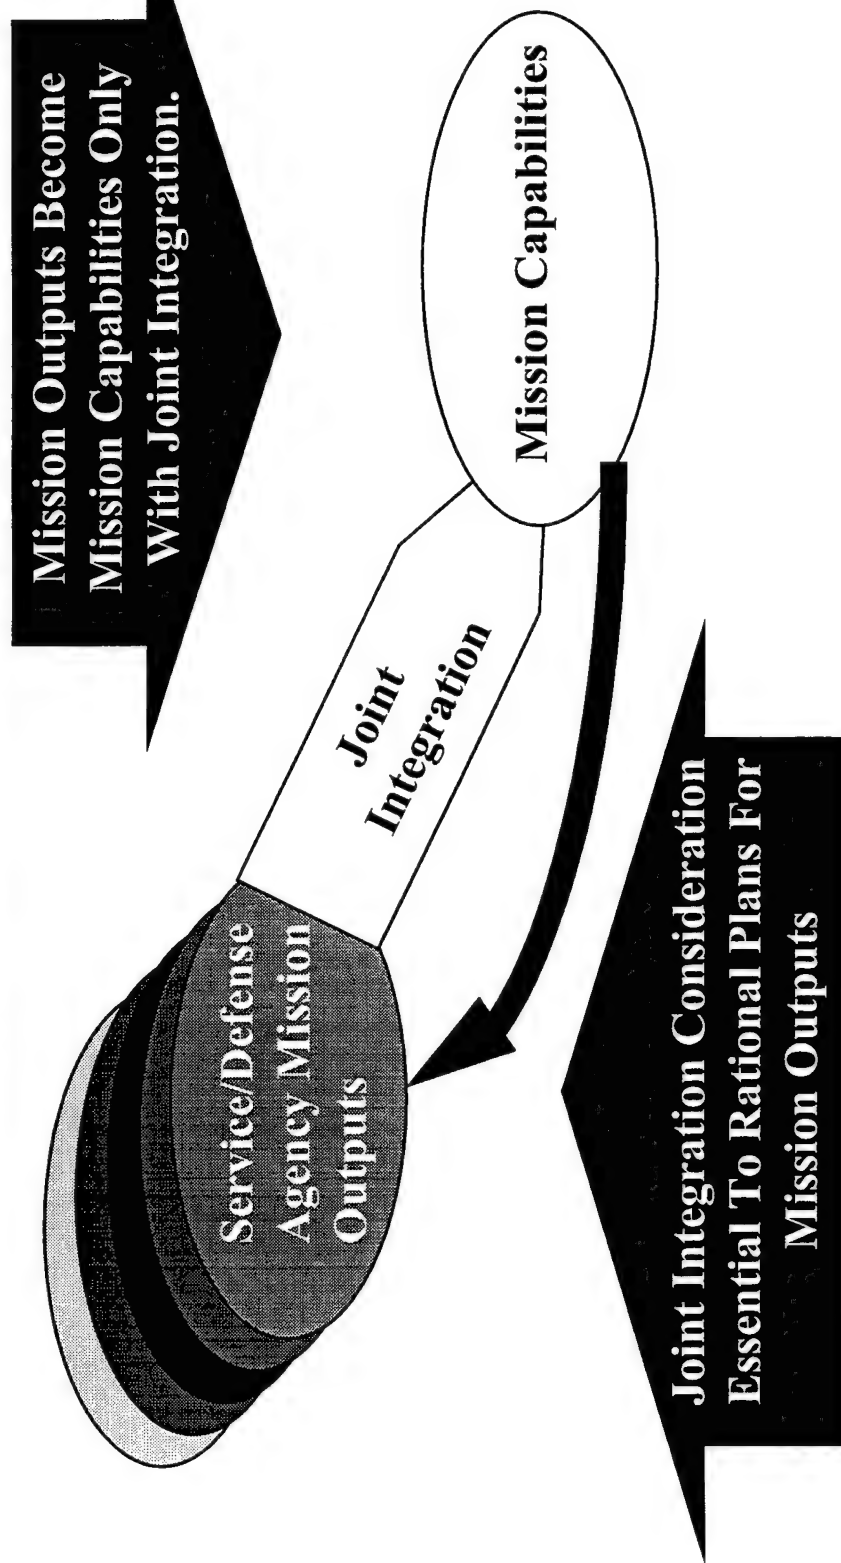 Mission Outputs Become
Mission Capabilities Only
With Joint Integration.
Service/Defense
Agency Mission
Outputs
Joint
Integration
Mission Capabilities
Joint Integration Consideration
Essential To Rational Plans For
Mission Outputs